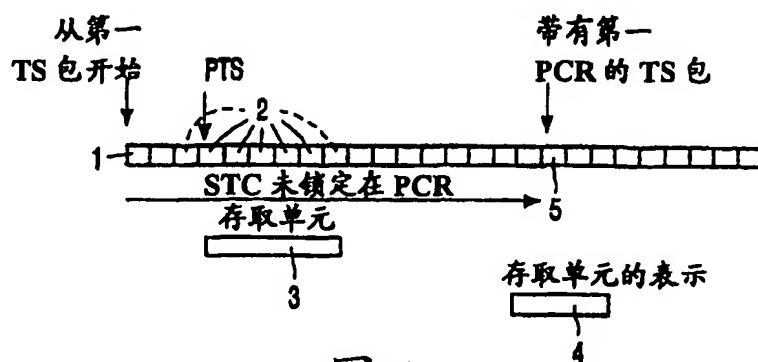 从第一
TS 包开始
PTS
带有第一
PCR 的 TS 包
2
1
STC 未锁定在 PCR
5
存取单元
3
存取单元的表示
4